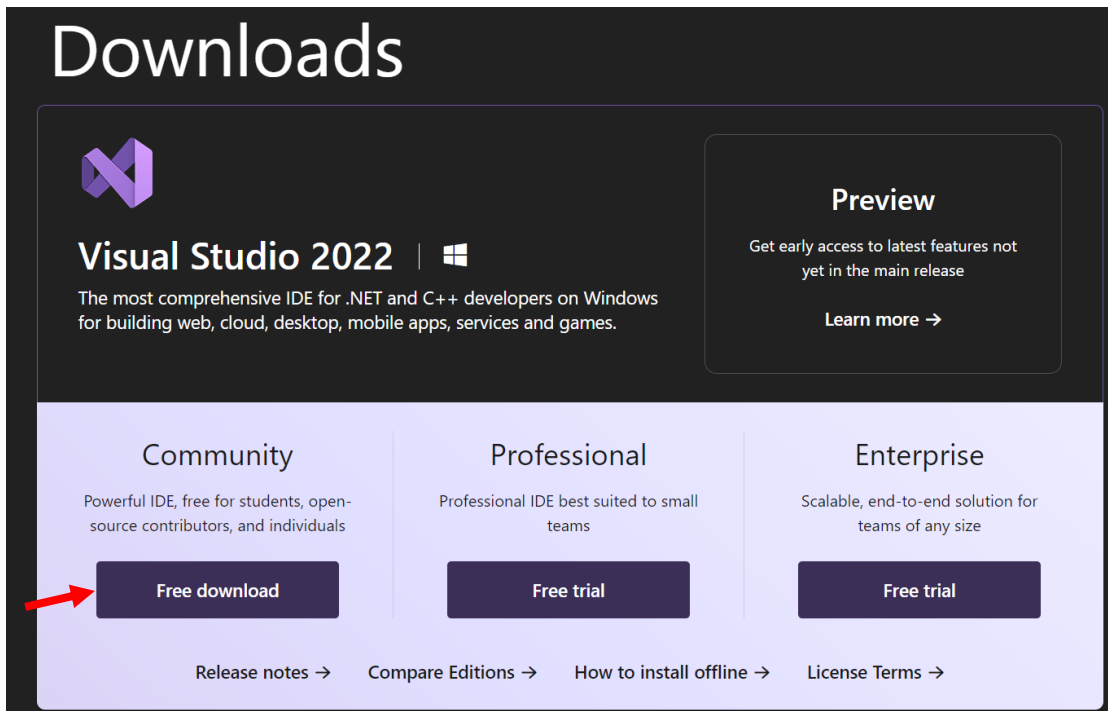 Downloads
Visual Studio 2022
The most comprehensive IDE for .NET and C++ developers on Windows
for building web, cloud, desktop, mobile apps, services and games.
Preview
Get early access to latest features not
yet in the main release
Learn more →
Community
Powerful IDE, free for students, open-
source contributors, and individuals
Free download
Professional
Professional IDE best suited to small
teams
Free trial
Enterprise
Scalable, end-to-end solution for
teams of any size
Free trial
Release notes →
Compare Editions →
How to install offline →
License Terms →